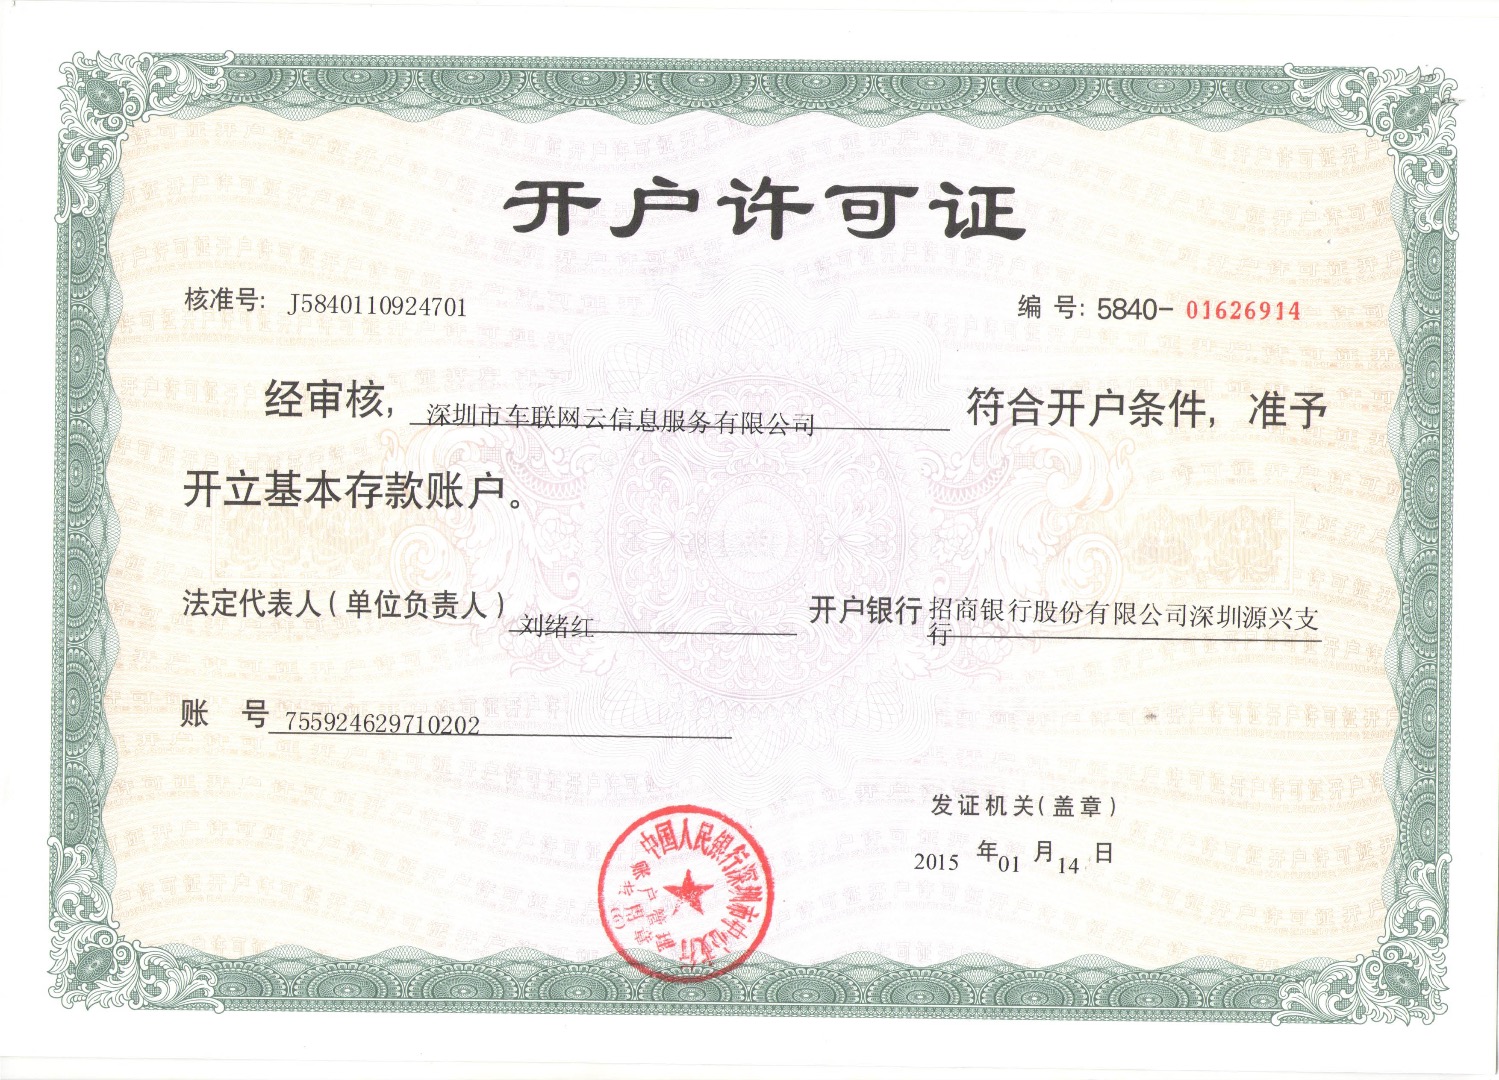 开户许可证
核准号: J5840110924701
编 号: 5840- 01626914
经审核, 深圳市车联网云信息服务有限公司 符合开户条件, 准予
开立基本存款账户。
法定代表人(单位负责人) 刘绪红
开户银行 招商银行股份有限公司深圳源兴支
行
账 号 755924629710202
发证机关(盖章)
2015 年 01 月 14 日
中国人民银行深圳市中心支行
账户管理
专用章
(6)